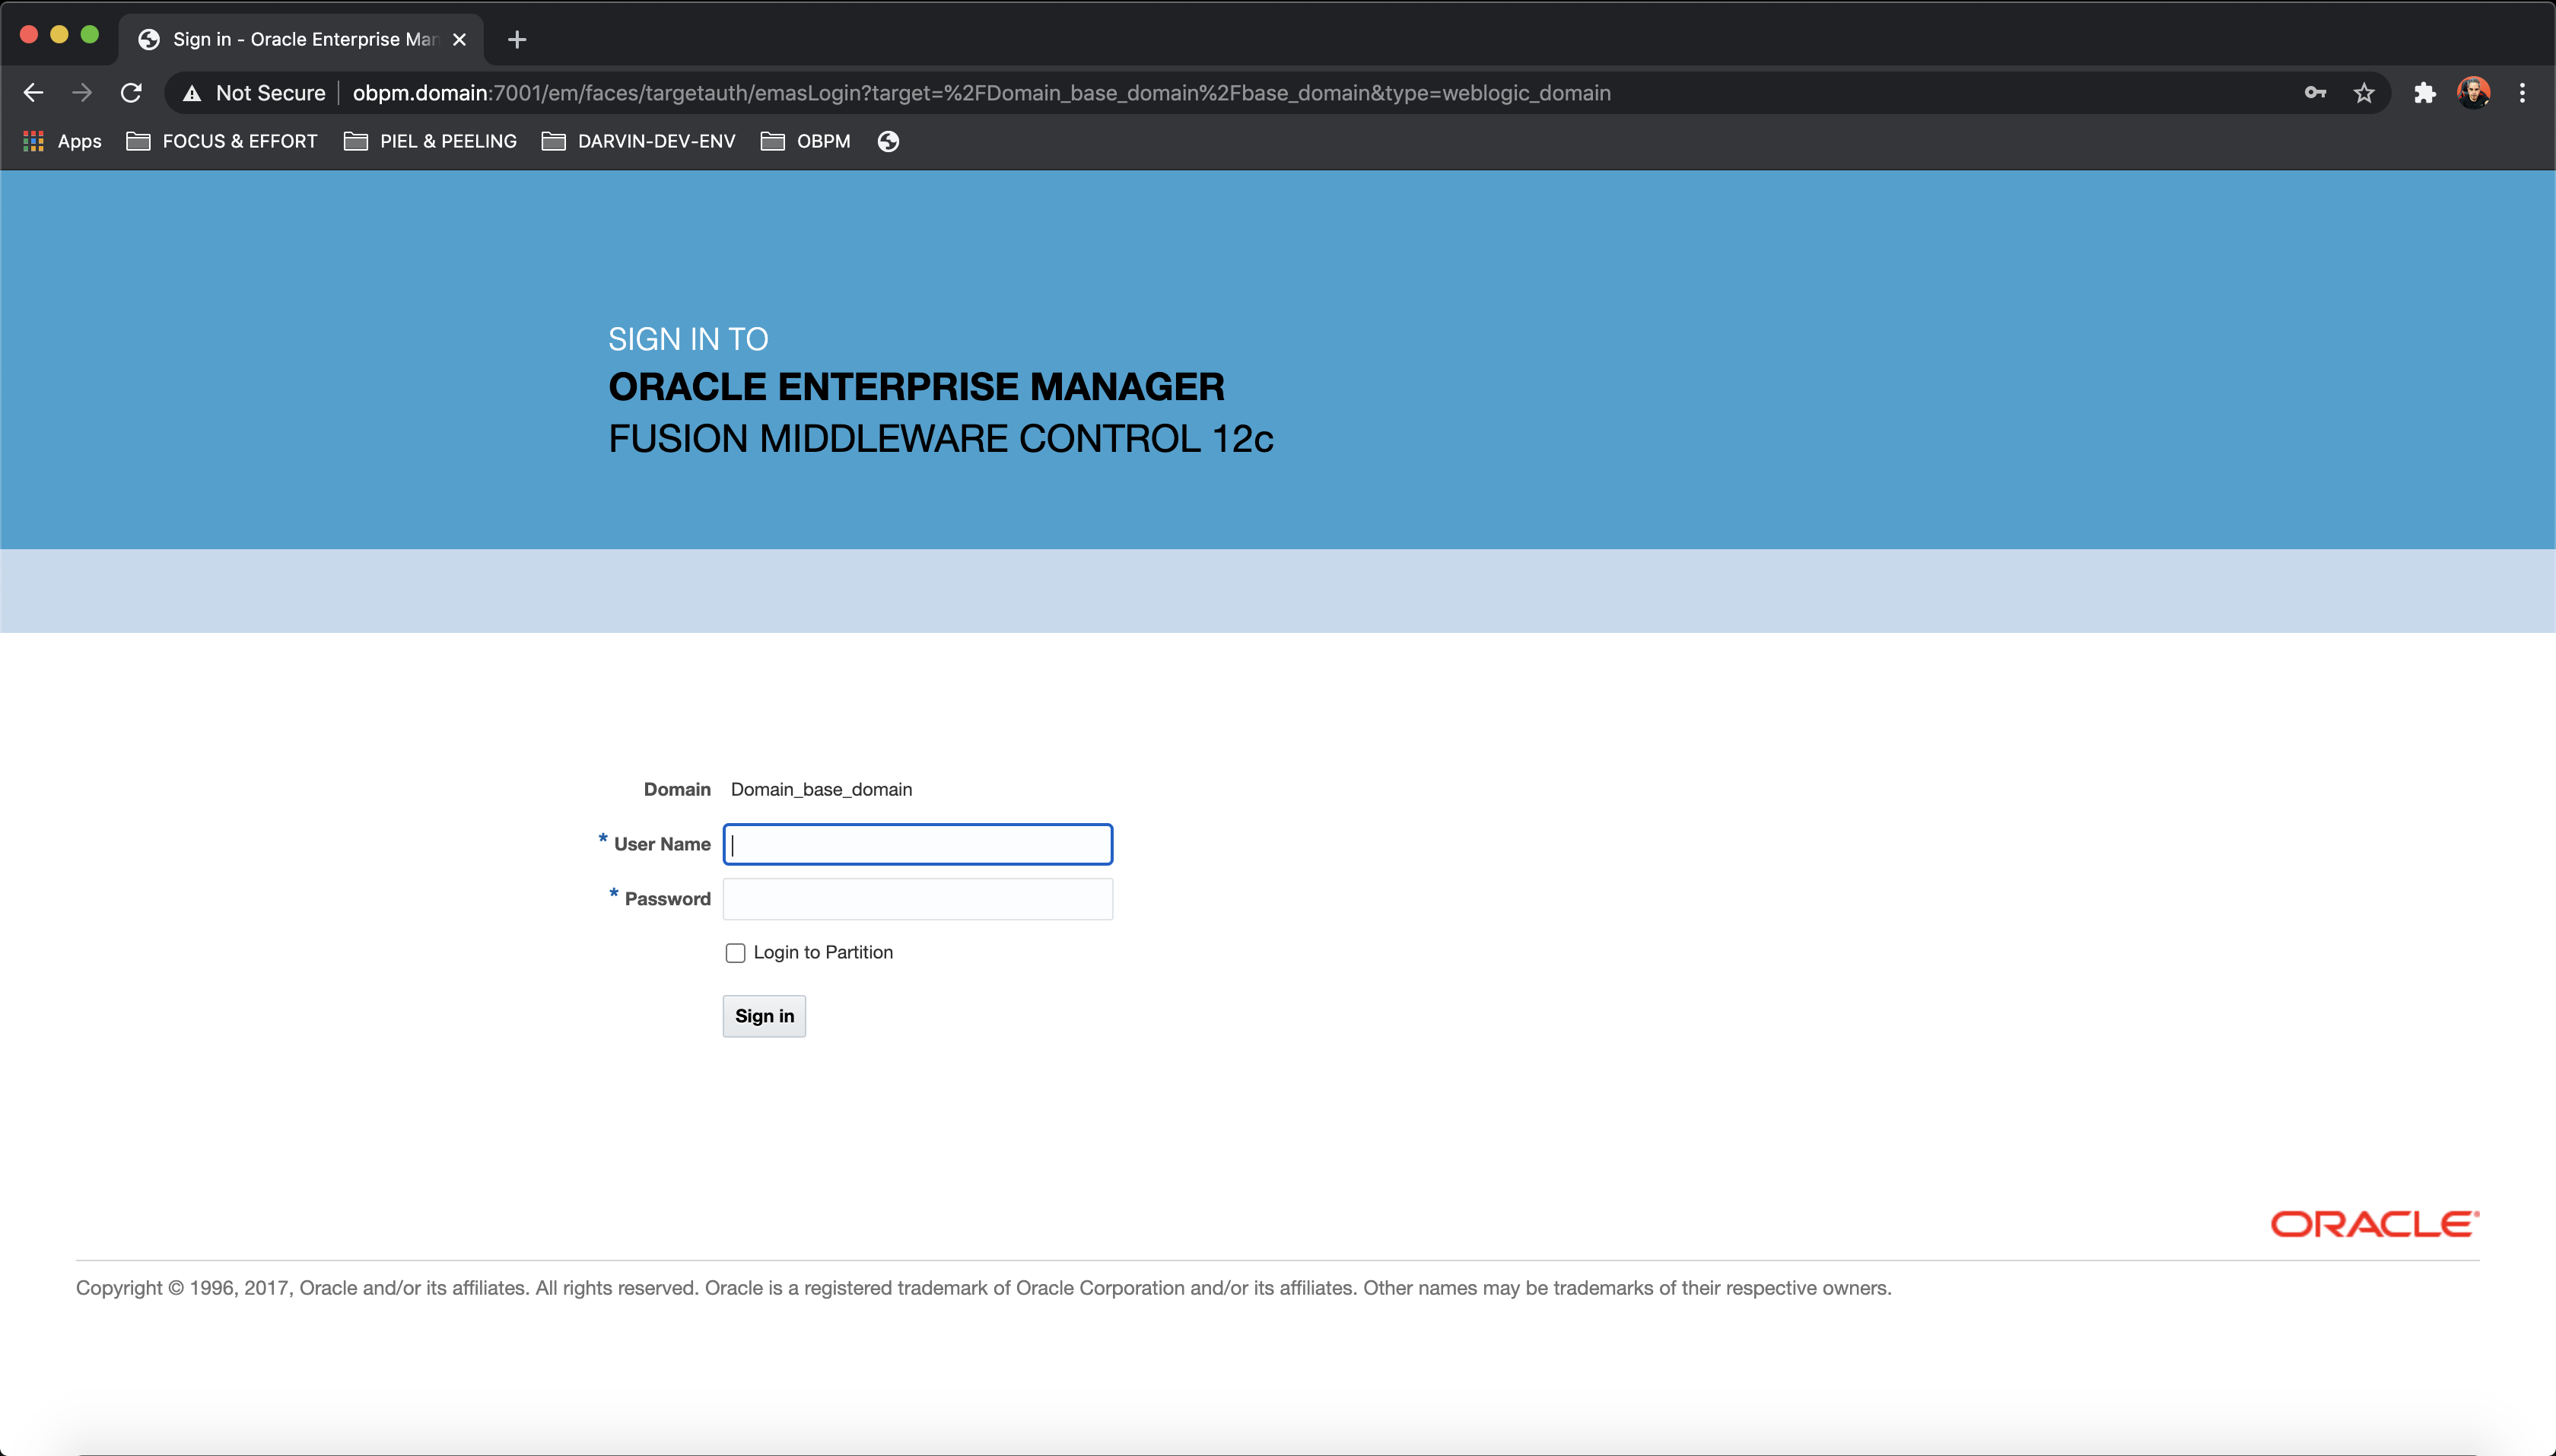 Sign in - Oracle Enterprise Man
Not Secure obpm.domain:7001/em/faces/targetauth/emasLogin?target=%2FDomain_base_domain%2Fbase_domain&type=weblogic_domain
Apps FOCUS & EFFORT PIEL & PEELING DARVIN-DEV-ENV OBPM
SIGN IN TO
ORACLE ENTERPRISE MANAGER
FUSION MIDDLEWARE CONTROL 12c
Domain Domain_base_domain
* User Name
* Password
Login to Partition
Sign in
ORACLE®
Copyright © 1996, 2017, Oracle and/or its affiliates. All rights reserved. Oracle is a registered trademark of Oracle Corporation and/or its affiliates. Other names may be trademarks of their respective owners.